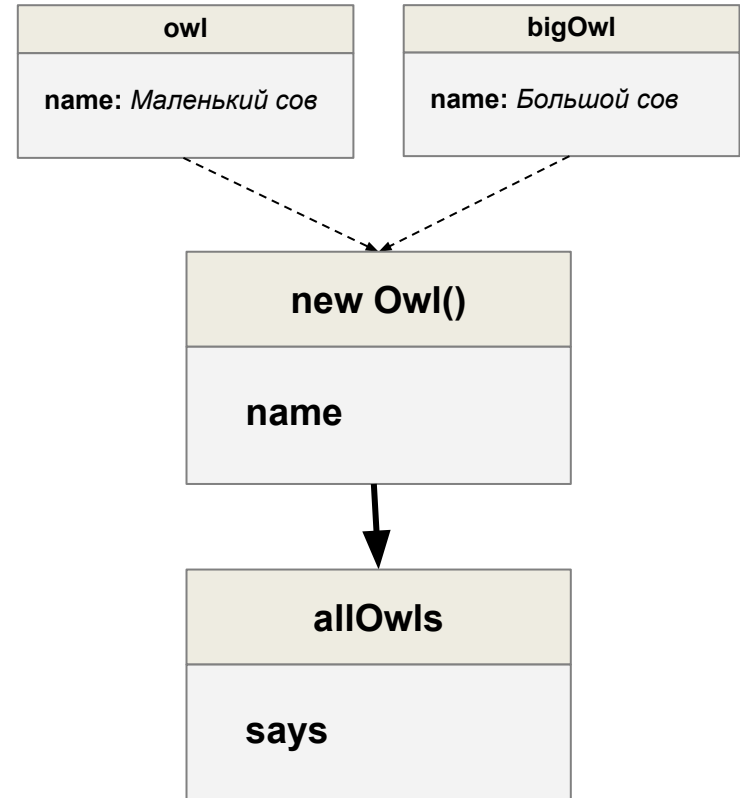 owl
name: Маленький сов
bigOwl
name: Большой сов
new Owl()
name
allOwls
says